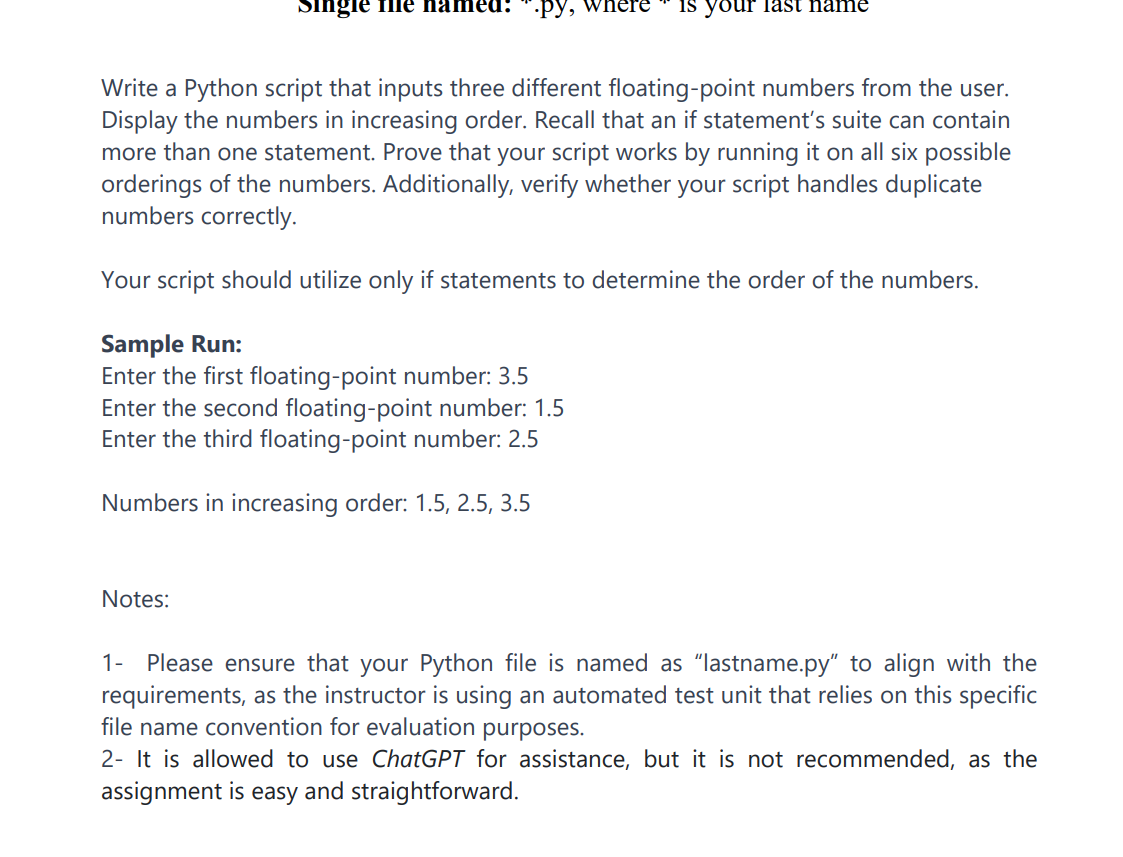 Single file named: *.py, where * is your last name
Write a Python script that inputs three different floating-point numbers from the user.
Display the numbers in increasing order. Recall that an if statement’s suite can contain
more than one statement. Prove that your script works by running it on all six possible
orderings of the numbers. Additionally, verify whether your script handles duplicate
numbers correctly.
Your script should utilize only if statements to determine the order of the numbers.
Sample Run:
Enter the first floating-point number: 3.5
Enter the second floating-point number: 1.5
Enter the third floating-point number: 2.5
Numbers in increasing order: 1.5, 2.5, 3.5
Notes:
1- Please ensure that your Python file is named as “lastname.py” to align with the
requirements, as the instructor is using an automated test unit that relies on this specific
file name convention for evaluation purposes.
2- It is allowed to use ChatGPT for assistance, but it is not recommended, as the
assignment is easy and straightforward.